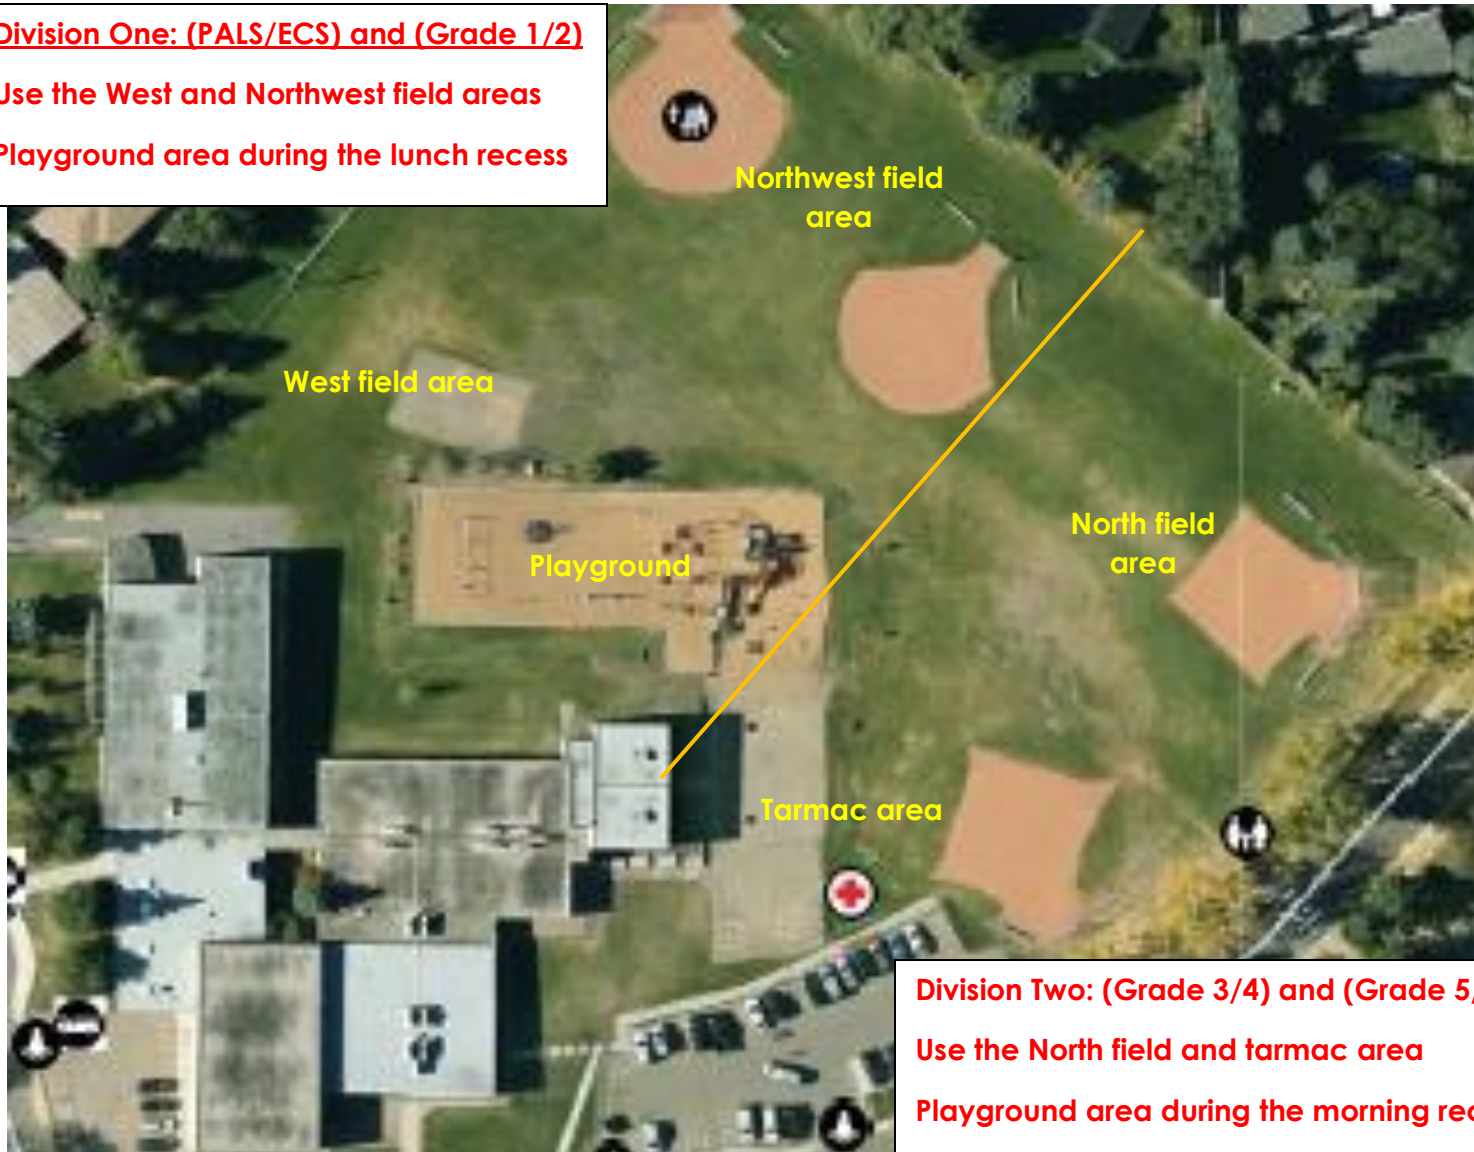 Division One: (PALS/ECS) and (Grade 1/2)
Use the West and Northwest field areas
Playground area during the lunch recess
Northwest field
area
West field area
North field
area
Playground
Tarmac area
Division Two: (Grade 3/4) and (Grade 5/
Use the North field and tarmac area
Playground area during the morning rec